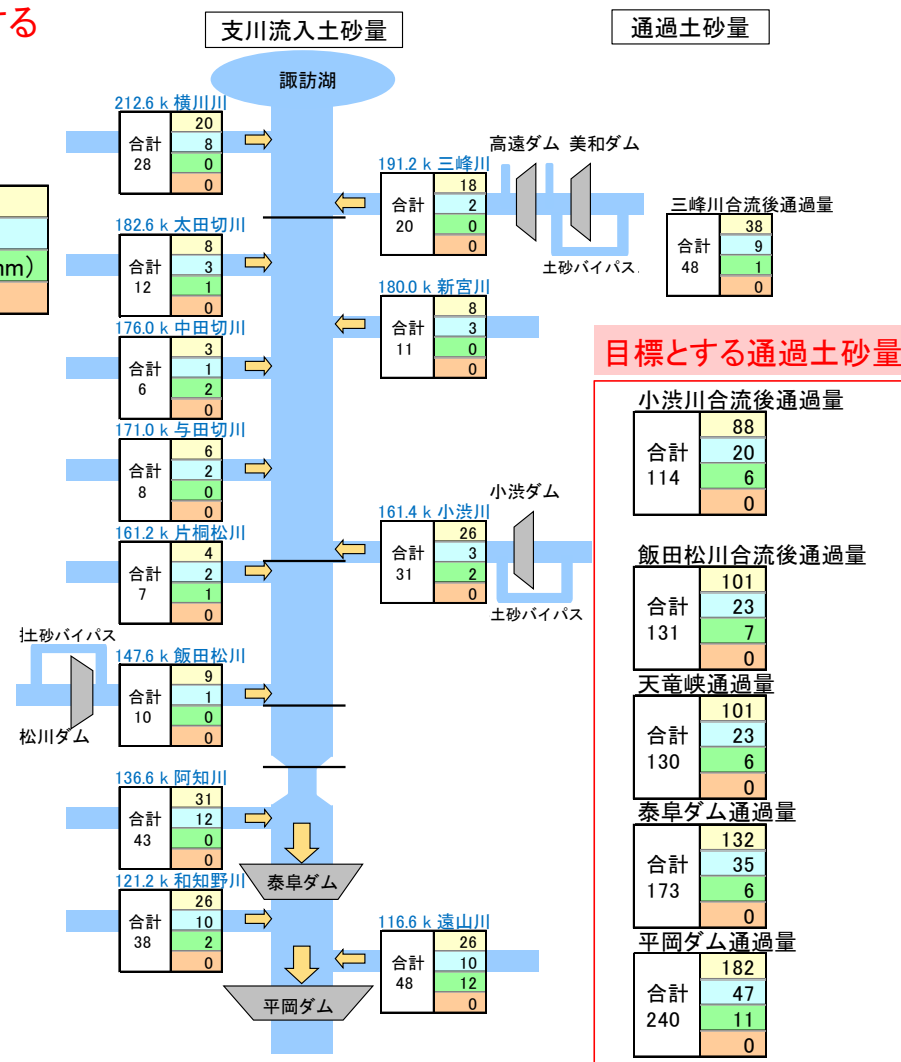 する
支川流入土砂量
通過土砂量
諏訪湖
212.6 k 横川川
合計
28
20
8
0
0
高遠ダム 美和ダム
191.2 k 三峰川
合計
20
18
2
0
0
土砂バイパス
三峰川合流後通過量
合計
48
38
9
1
0
mm）
182.6 k 太田切川
合計
12
8
3
1
0
180.0 k 新宮川
合計
11
8
3
0
0
176.0 k 中田切川
合計
6
3
1
2
0
目標とする通過土砂量
171.0 k 与田切川
合計
8
6
2
0
0
小渋川合流後通過量
合計
114
88
20
6
0
小渋ダム
161.4 k 小渋川
合計
31
26
3
2
0
土砂バイパス
161.2 k 片桐松川
合計
7
4
2
1
0
飯田松川合流後通過量
合計
131
101
23
7
0
土砂バイパス
松川ダム
147.6 k 飯田松川
合計
10
9
1
0
0
天竜峡通過量
合計
130
101
23
6
0
136.6 k 阿知川
合計
43
31
12
0
0
泰阜ダム
泰阜ダム通過量
合計
173
132
35
6
0
121.2 k 和知野川
合計
38
26
10
2
0
116.6 k 遠山川
合計
48
26
10
12
0
平岡ダム
平岡ダム通過量
合計
240
182
47
11
0